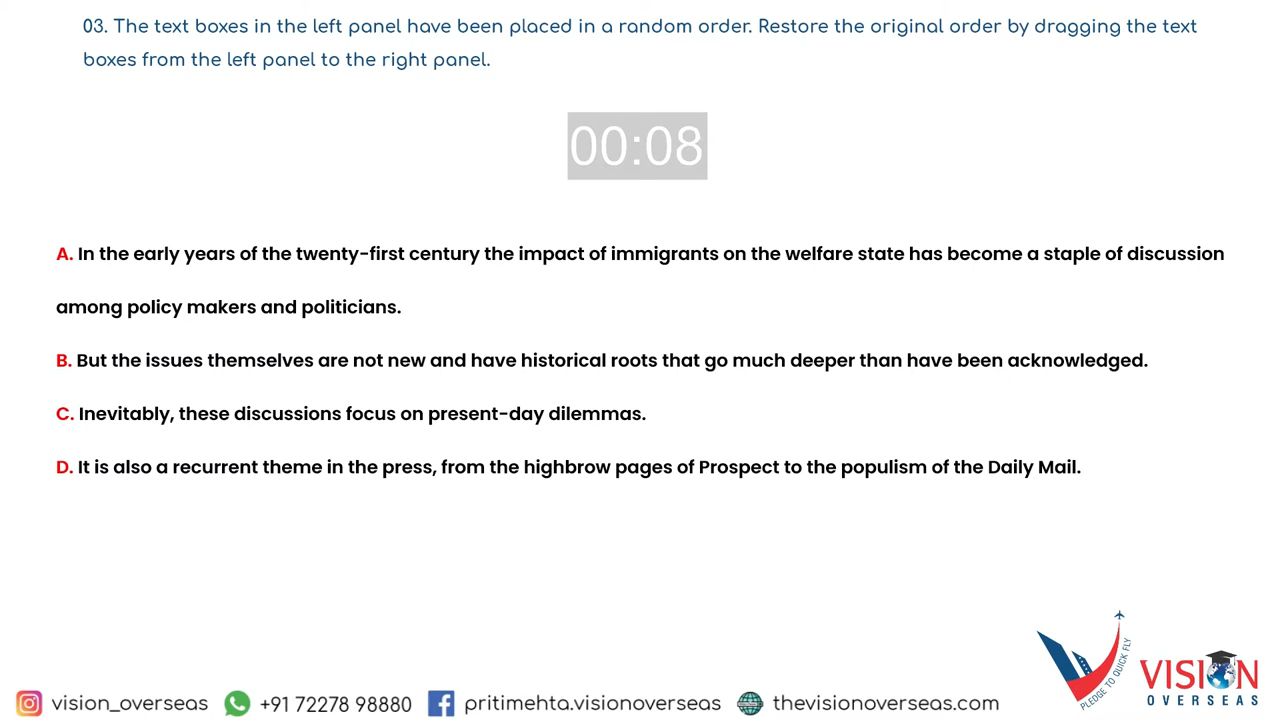 03. The text boxes in the left panel have been placed in a random order. Restore the original order by dragging the text
boxes from the left panel to the right panel.
00:08
A. In the early years of the twenty-first century the impact of immigrants on the welfare state has become a staple of discussion
among policy makers and politicians.
B. But the issues themselves are not new and have historical roots that go much deeper than have been acknowledged.
C. Inevitably, these discussions focus on present-day dilemmas.
D. It is also a recurrent theme in the press, from the highbrow pages of Prospect to the populism of the Daily Mail.
PLEDGE TO QUICK FLY
VISION
OVERSEAS
vision_overseas +91 72278 98880 pritimehta.visionoverseas thevisionoverseas.com